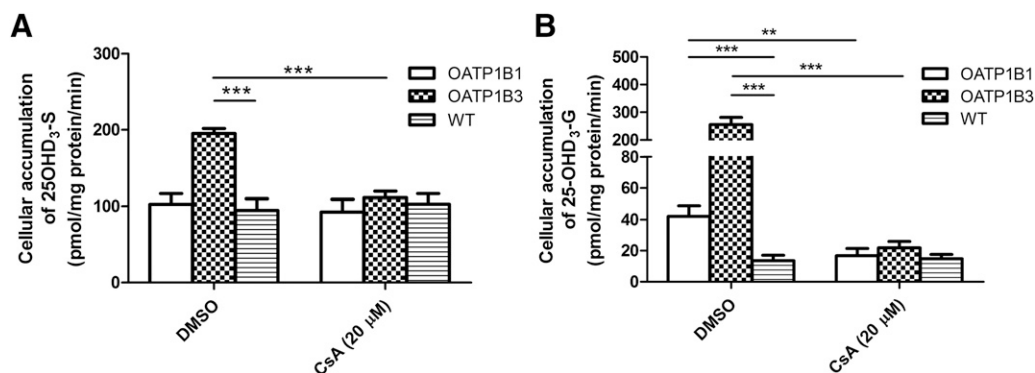 A
Cellular accumulation
of 25OHD3-S
(pmol/mg protein/min)
300
200
100
0
***
***
OATP1B1
OATP1B3
WT
DMSO
CsA (20 µM)
B
Cellular accumulation
of 25-OHD3-G
(pmol/mg protein/min)
500
400
300
200
80
60
40
20
0
**
***
***
***
OATP1B1
OATP1B3
WT
DMSO
CsA (20 µM)